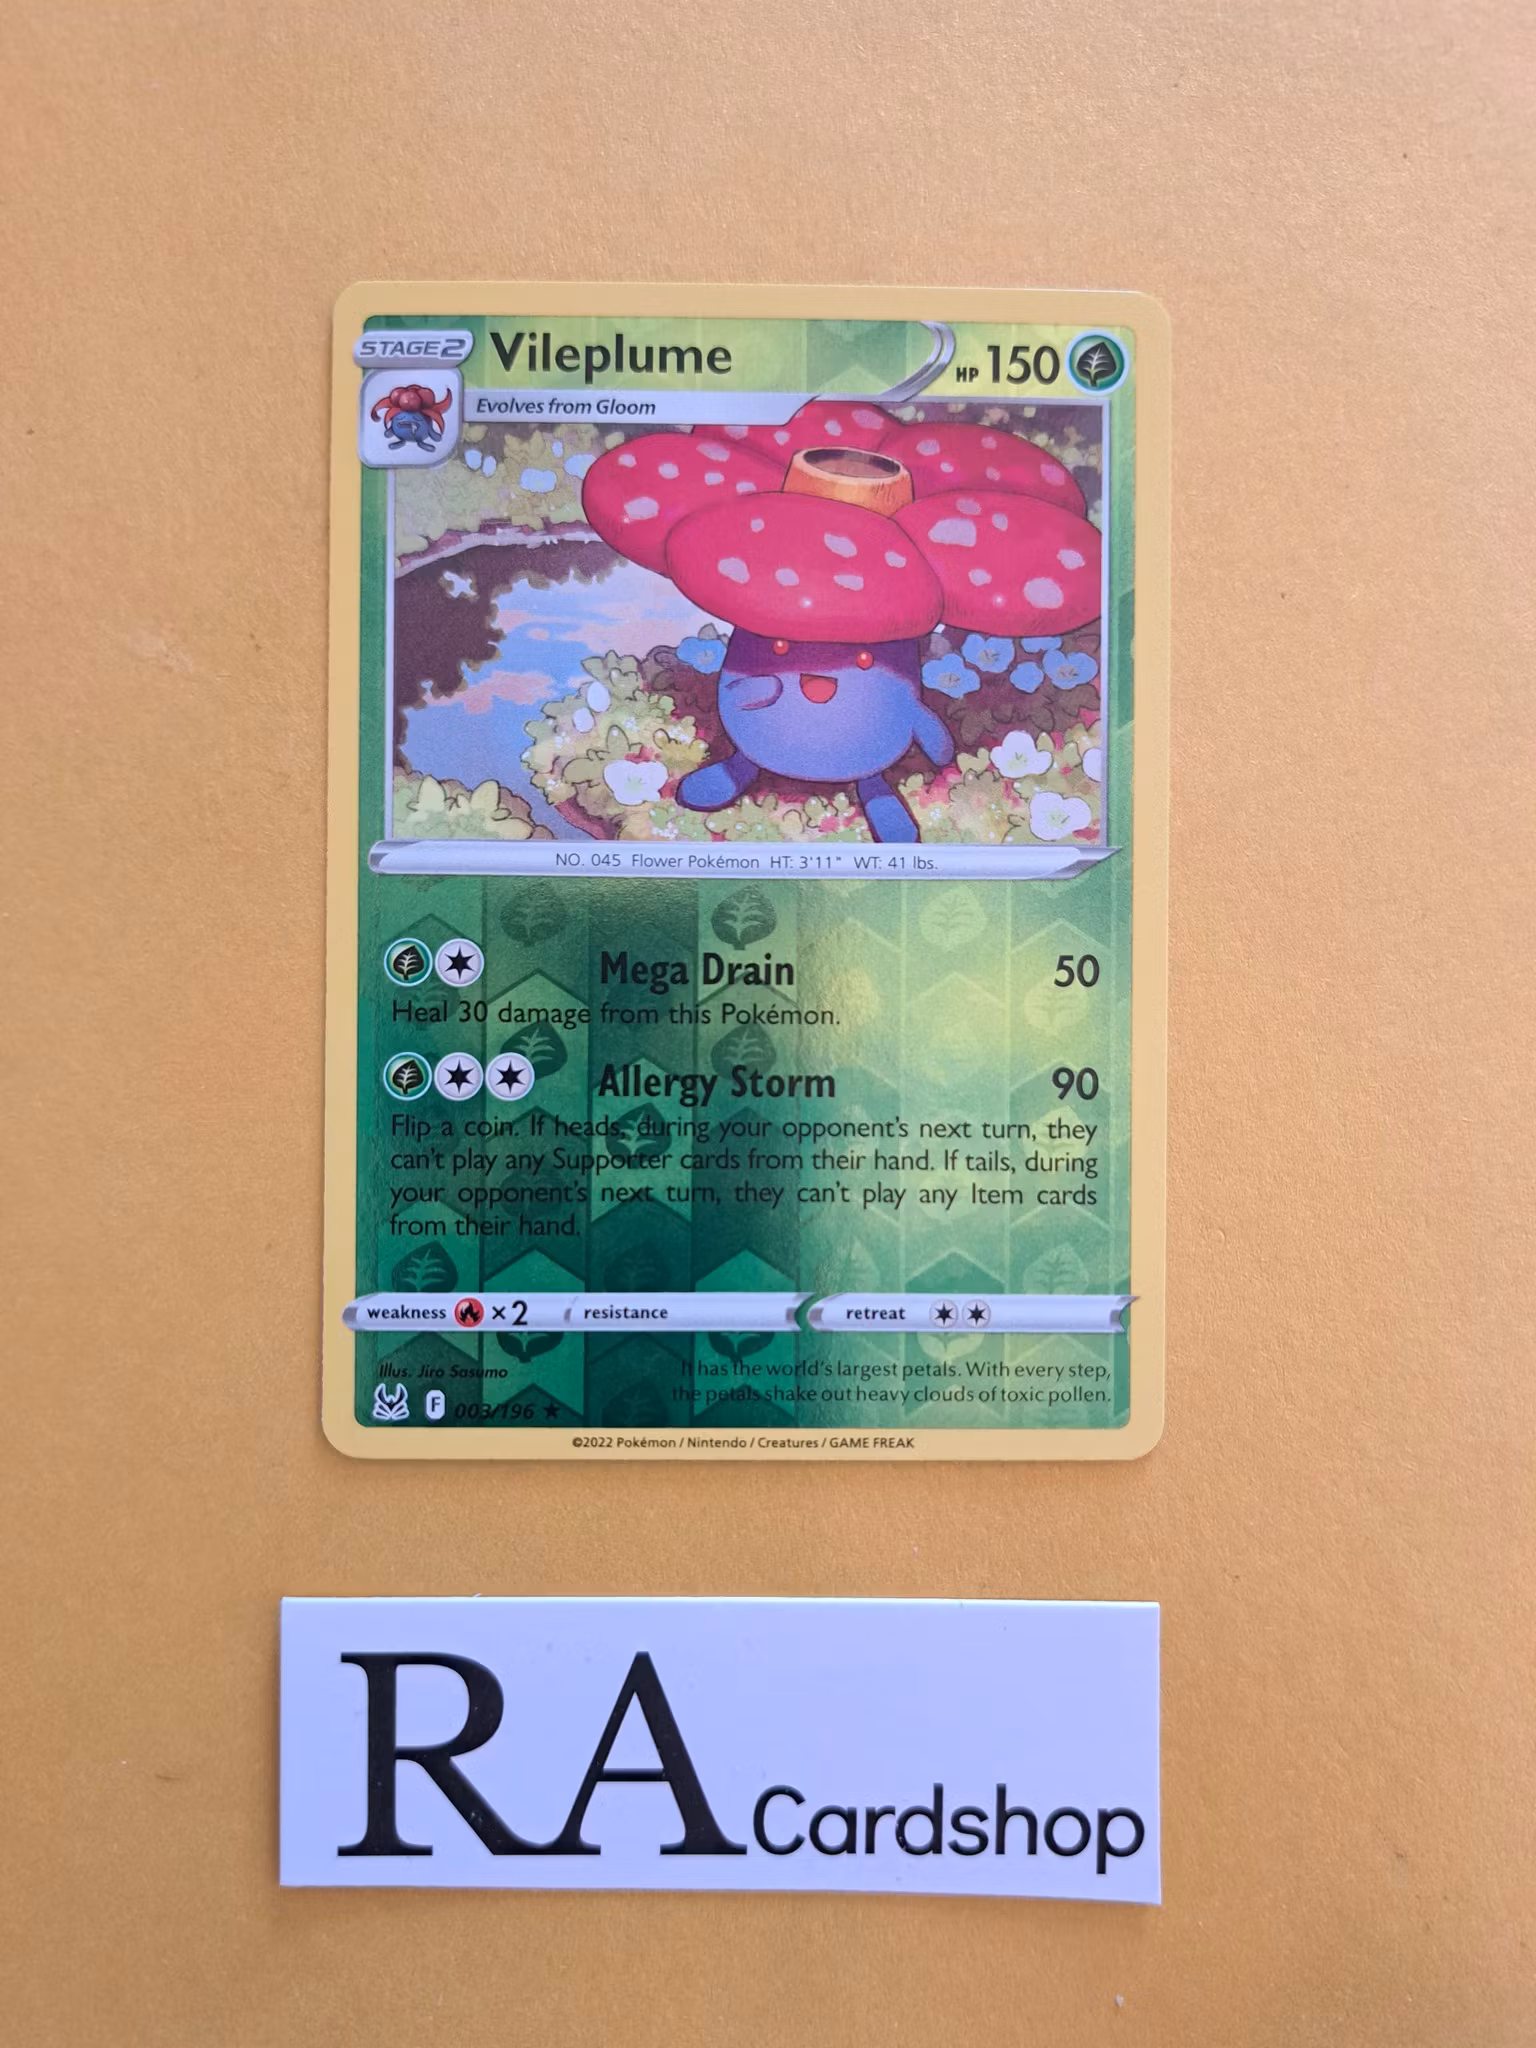 STAGE 2
Vileplume
HP 150
Evolves from Gloom
NO. 045 Flower Pokémon HT: 3'11" WT: 41 lbs.
Mega Drain 50
Heal 30 damage from this Pokémon.
Allergy Storm 90
Flip a coin. If heads, during your opponent's next turn, they
can't play any Supporter cards from their hand. If tails, during
your opponent's next turn, they can't play any Item cards
from their hand.
weakness ×2 resistance retreat
Illus. Jiro Sasumo
It has the world's largest petals. With every step,
the petals shake out heavy clouds of toxic pollen.
F 003/196 ★
©2022 Pokémon / Nintendo / Creatures / GAME FREAK
RA Cardshop